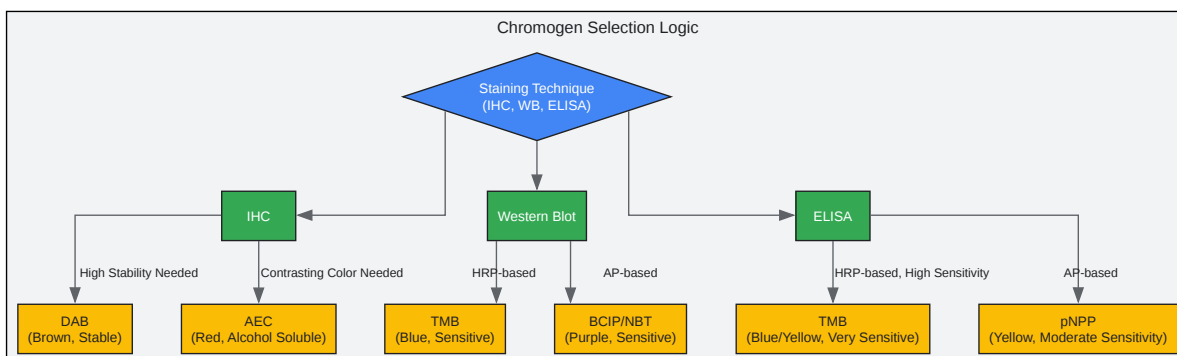 Chromogen Selection Logic
Staining Technique
(IHC, WB, ELISA)
IHC
Western Blot
ELISA
High Stability Needed
Contrasting Color Needed
HRP-based
AP-based
HRP-based, High Sensitivity
AP-based
DAB
(Brown, Stable)
AEC
(Red, Alcohol Soluble)
TMB
(Blue, Sensitive)
BCIP/NBT
(Purple, Sensitive)
TMB
(Blue/Yellow, Very Sensitive)
pNPP
(Yellow, Moderate Sensitivity)